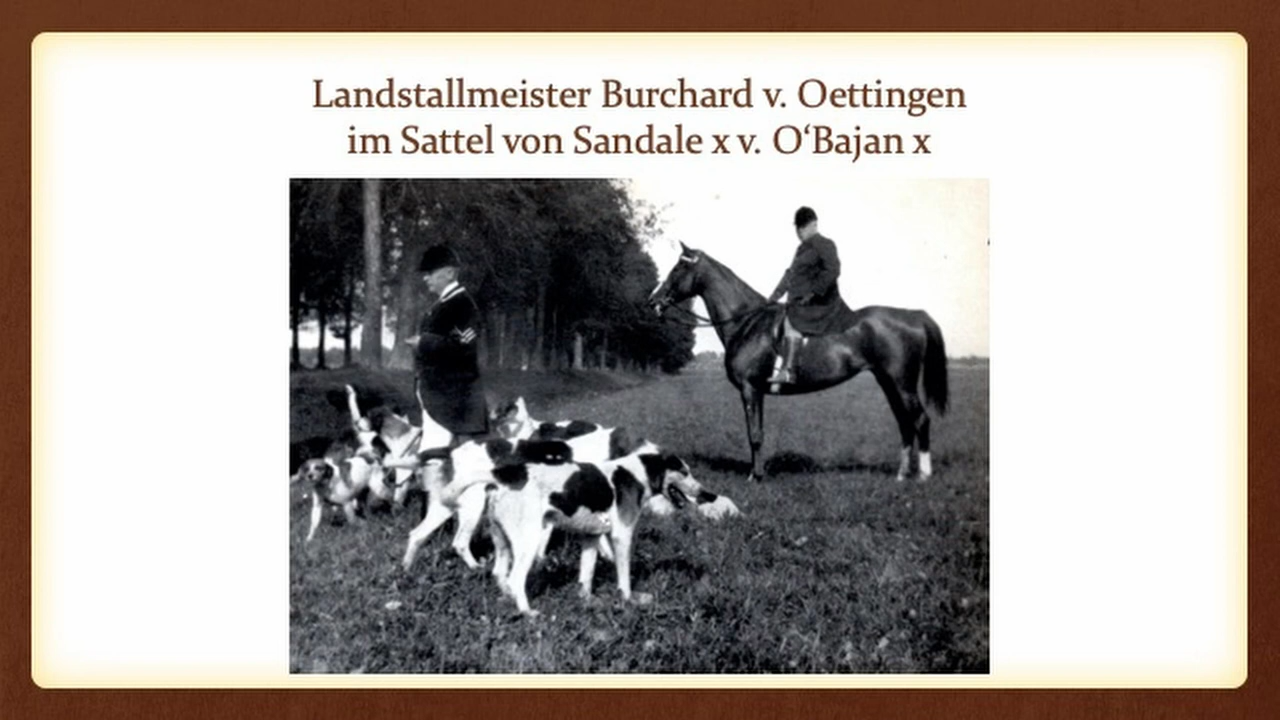 Landstallmeister Burchard v. Oettingen
im Sattel von Sandale x v. O‘Bajan x